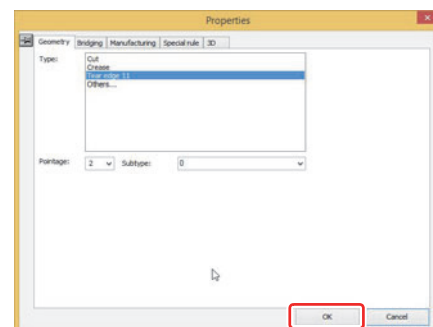 Properties
Geometry Bridging Manufacturing Special rule 3D
Type: Cut
Crease
Tear edge 11
Others...
Pointage: 2 Subtype: 0
OK Cancel